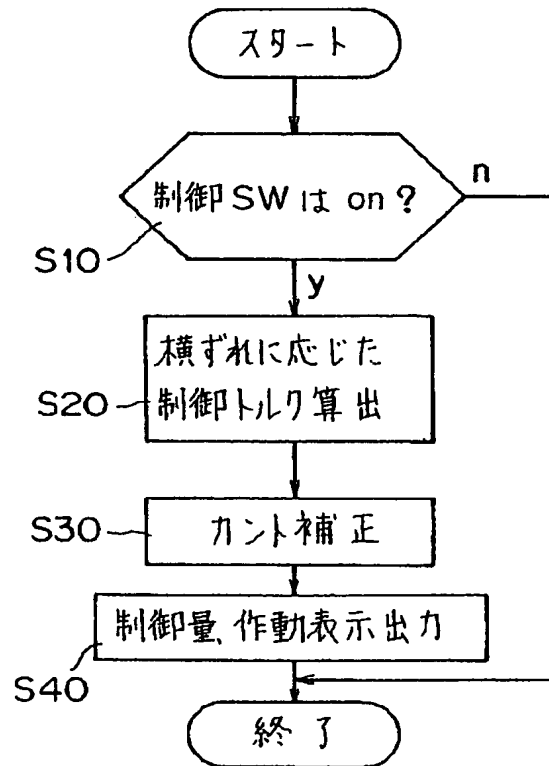 スタート
制御SWは on?
n
S10
y
横ずれに応じた
制御トルク算出
S20
S30
カント補正
制御量、作動表示出力
S40
終了